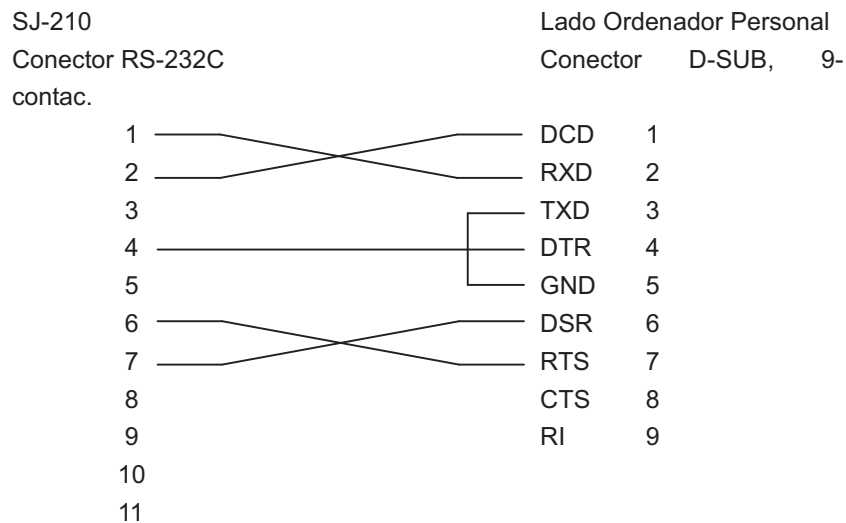 SJ-210 Lado Ordenador Personal
Conector RS-232C Conector D-SUB, 9-
contac.
1 DCD 1
2 RXD 2
3 TXD 3
4 DTR 4
5 GND 5
6 DSR 6
7 RTS 7
8 CTS 8
9 RI 9
10
11